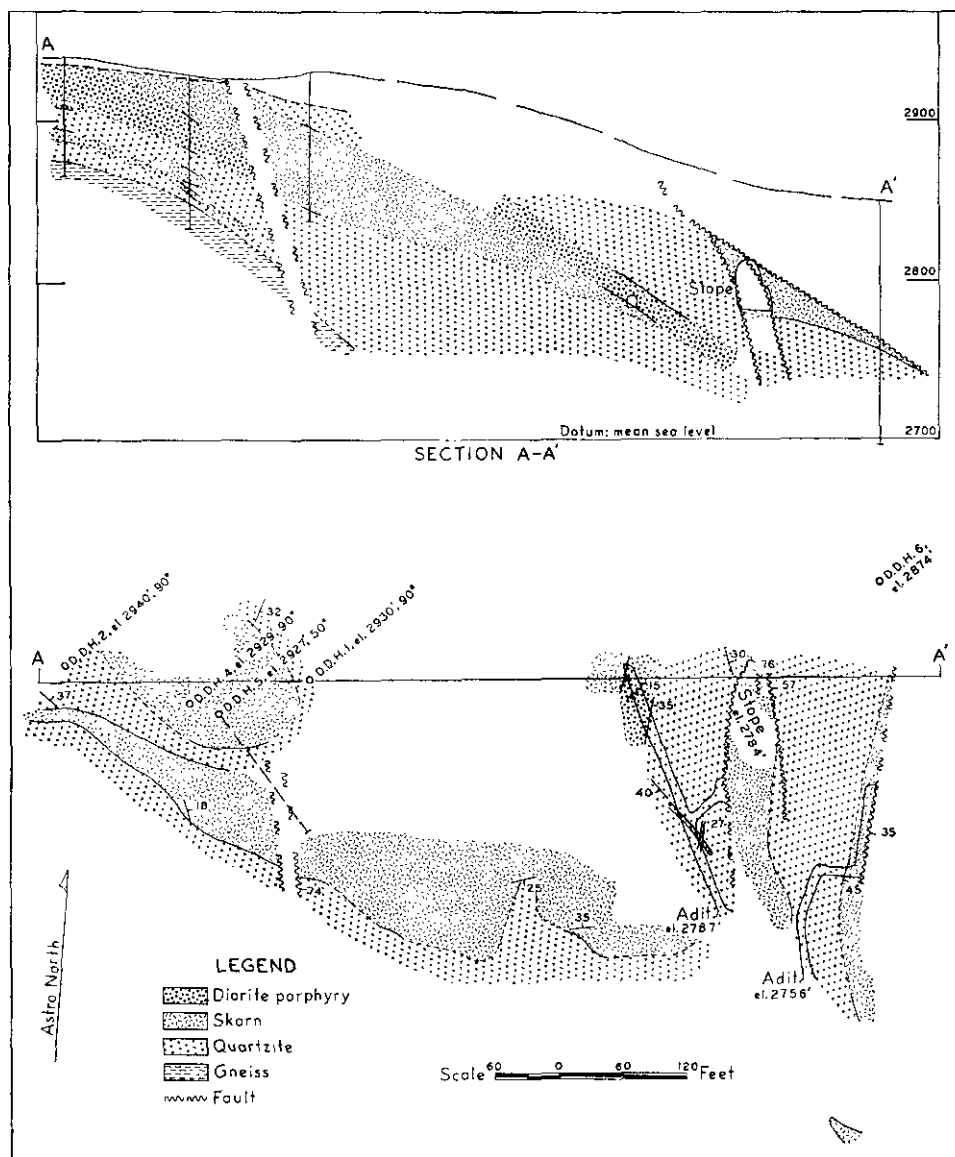 A
2900
A'
2800
Stope
Datum: mean sea level
2700
SECTION A-A'
O D.D.H. 6,
el. 2874'
O D.D.H. 2, el. 2940', 90°
32
O D.D.H. 4, el. 2929', 90°
O D.D.H. 5, el. 2927', 50°
O D.D.H. 1, el. 2930', 90°
A
A'
30
76
57
15
35
37
Stope
el. 2784'
40
18
27
35
45
34
25
35
Adit
el. 2787'
Adit
el. 2756'
Astro North
LEGEND
Diorite porphyry
Skarn
Quartzite
Gneiss
Fault
Scale 60 0 60 120 Feet